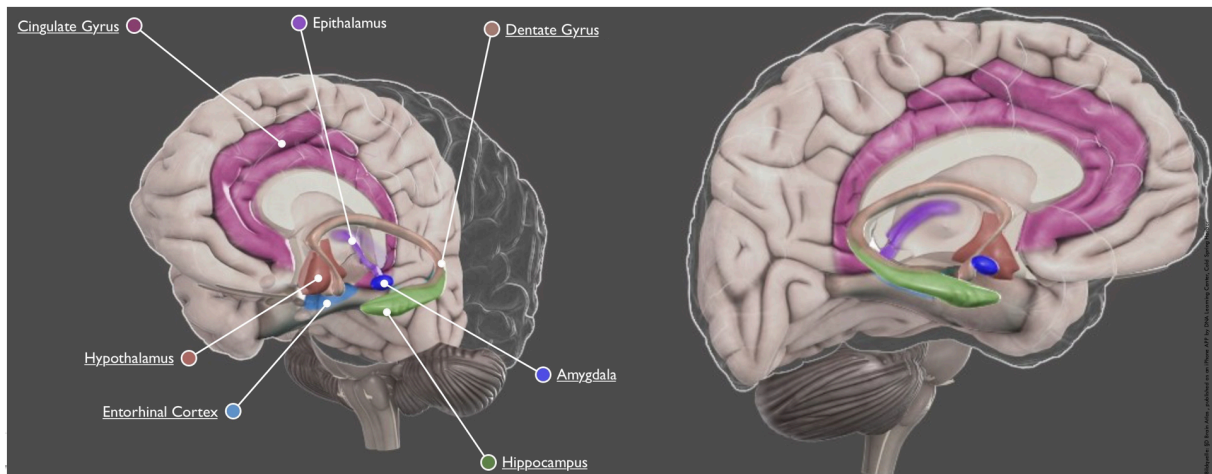 Cingulate Gyrus
Epithalamus
Dentate Gyrus
Hypothalamus
Amygdala
Entorhinal Cortex
Hippocampus